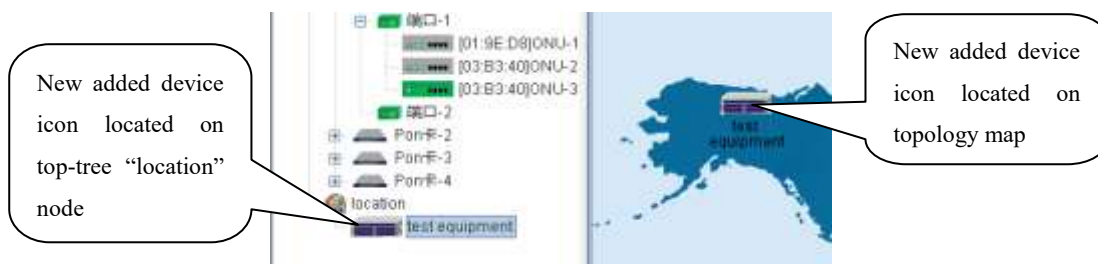 New added device
icon located on
top-tree “location”
node
端口-1
[01:9E:D8]ONU-1
[03:B3:40]ONU-2
[03:B3:40]ONU-3
端口-2
Pon卡-2
Pon卡-3
Pon卡-4
location
test equipment
test
equipment
New added device
icon located on
topology map